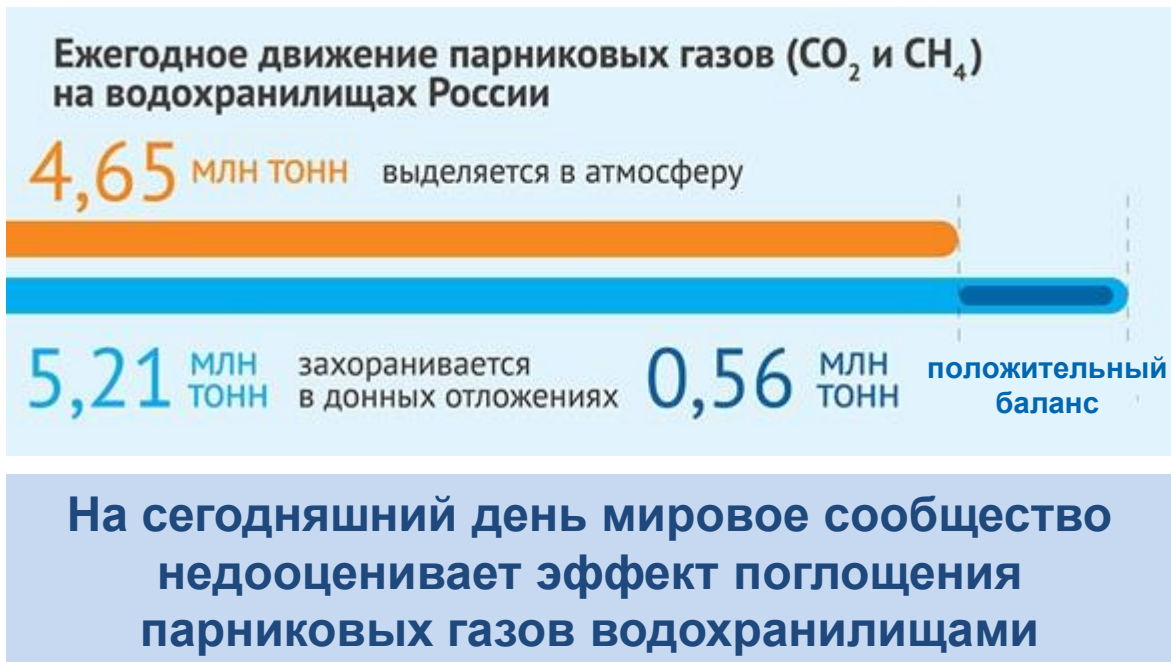 Ежегодное движение парниковых газов (CO₂ и CH₄)
на водохранилищах России
4,65 млн тонн выделяется в атмосферу
5,21 млн тонн захоранивается в донных отложениях
0,56 млн тонн положительный баланс
На сегодняшний день мировое сообщество
недооценивает эффект поглощения
парниковых газов водохранилищами